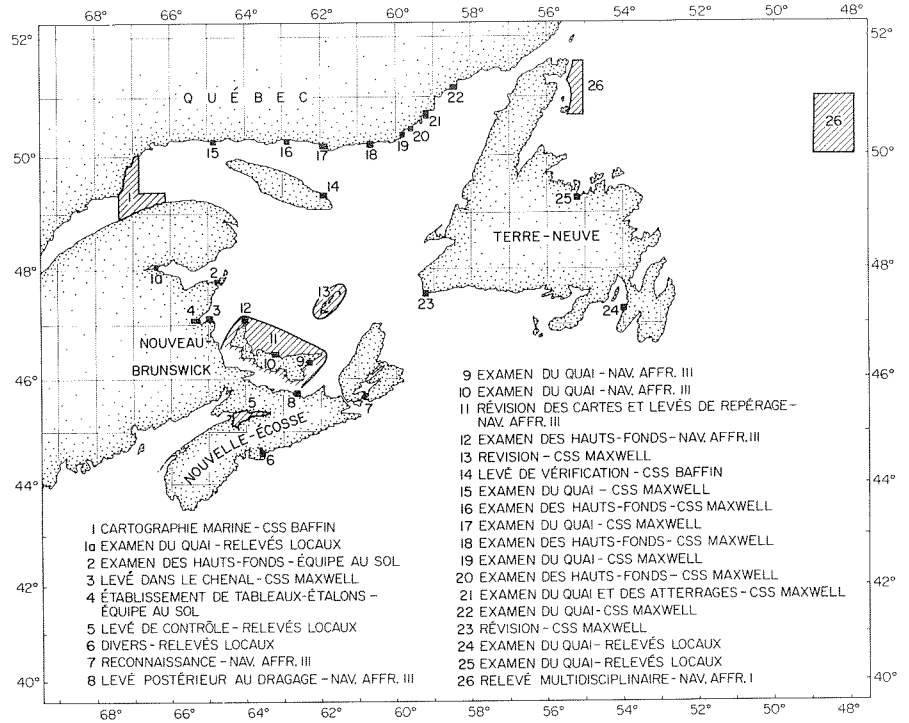 68° 66° 64° 62° 60° 58° 56° 54° 52° 50° 48°
52° 52°
QUÉBEC
22
26
21
20
19
26
15 16 17 18
50° 50°
1
14
25
TERRE-NEUVE
48° 1a 2 48°
13
23
24
4 3 12
NOUVEAU-
BRUNSWICK
11
10 9
46° 46°
8 7
5
NOUVELLE-ÉCOSSE
6
44° 44°
42° 42°
40° 40°
1 CARTOGRAPHIE MARINE-CSS BAFFIN
1a EXAMEN DU QUAI-RELEVÉS LOCAUX
2 EXAMEN DES HAUTS-FONDS-ÉQUIPE AU SOL
3 LEVÉ DANS LE CHENAL-CSS MAXWELL
4 ÉTABLISSEMENT DE TABLEAUX-ÉTALONS-
ÉQUIPE AU SOL
5 LEVÉ DE CONTRÔLE-RELEVÉS LOCAUX
6 DIVERS-RELEVÉS LOCAUX
7 RECONNAISSANCE-NAV. AFFR. III
8 LEVÉ POSTÉRIEUR AU DRAGAGE-NAV. AFFR. III
9 EXAMEN DU QUAI-NAV. AFFR. III
10 EXAMEN DU QUAI-NAV. AFFR. III
11 RÉVISION DES CARTES ET LEVÉS DE REPÉRAGE-
NAV. AFFR. III
12 EXAMEN DES HAUTS-FONDS-NAV. AFFR. III
13 REVISION-CSS MAXWELL
14 LEVÉ DE VÉRIFICATION-CSS BAFFIN
15 EXAMEN DU QUAI-CSS MAXWELL
16 EXAMEN DES HAUTS-FONDS-CSS MAXWELL
17 EXAMEN DU QUAI-CSS MAXWELL
18 EXAMEN DES HAUTS-FONDS-CSS MAXWELL
19 EXAMEN DU QUAI-CSS MAXWELL
20 EXAMEN DES HAUTS-FONDS-CSS MAXWELL
21 EXAMEN DU QUAI ET DES ATTERRAGES-CSS MAXWELL
22 EXAMEN DU QUAI-CSS MAXWELL
23 RÉVISION-CSS MAXWELL
24 EXAMEN DU QUAI-RELEVÉS LOCAUX
25 EXAMEN DU QUAI-RELEVÉS LOCAUX
26 RELEVÉ MULTIDISCIPLINAIRE-NAV. AFFR. I
68° 66° 64° 62° 60° 58° 56° 54° 52° 50° 48°